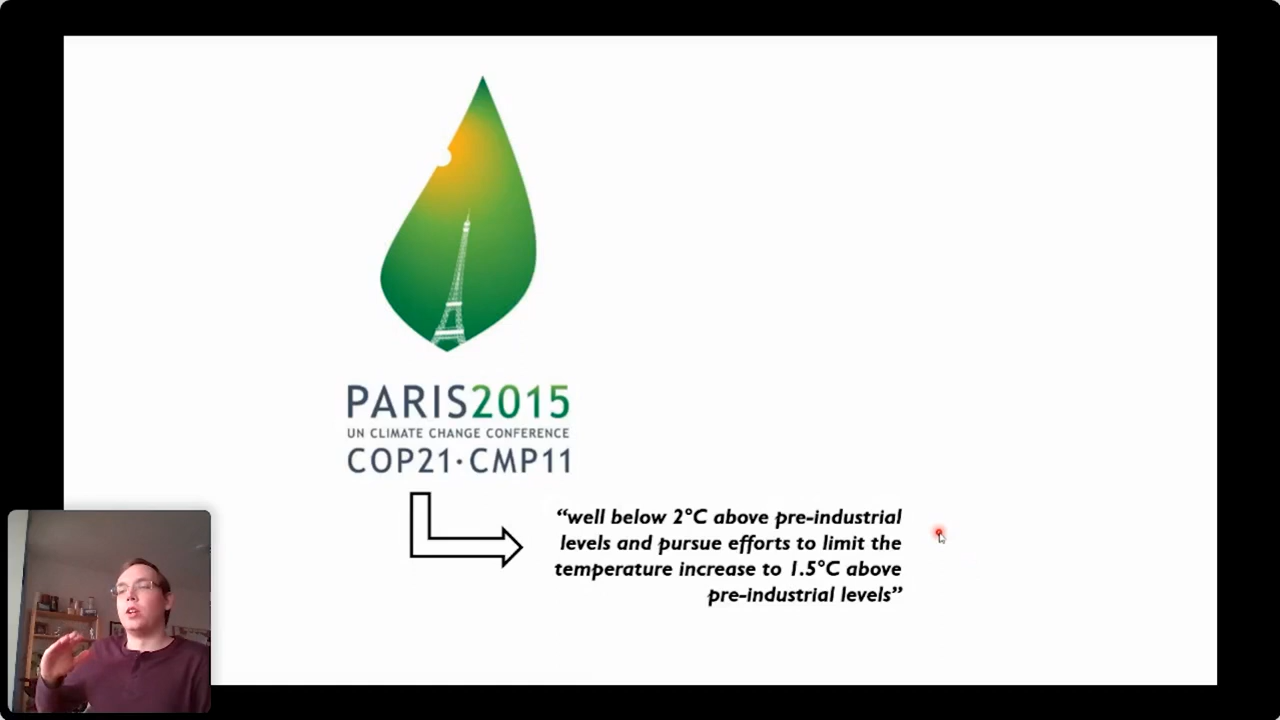 PARIS2015
UN CLIMATE CHANGE CONFERENCE
COP21·CMP11
“well below 2°C above pre-industrial
levels and pursue efforts to limit the
temperature increase to 1.5°C above
pre-industrial levels”